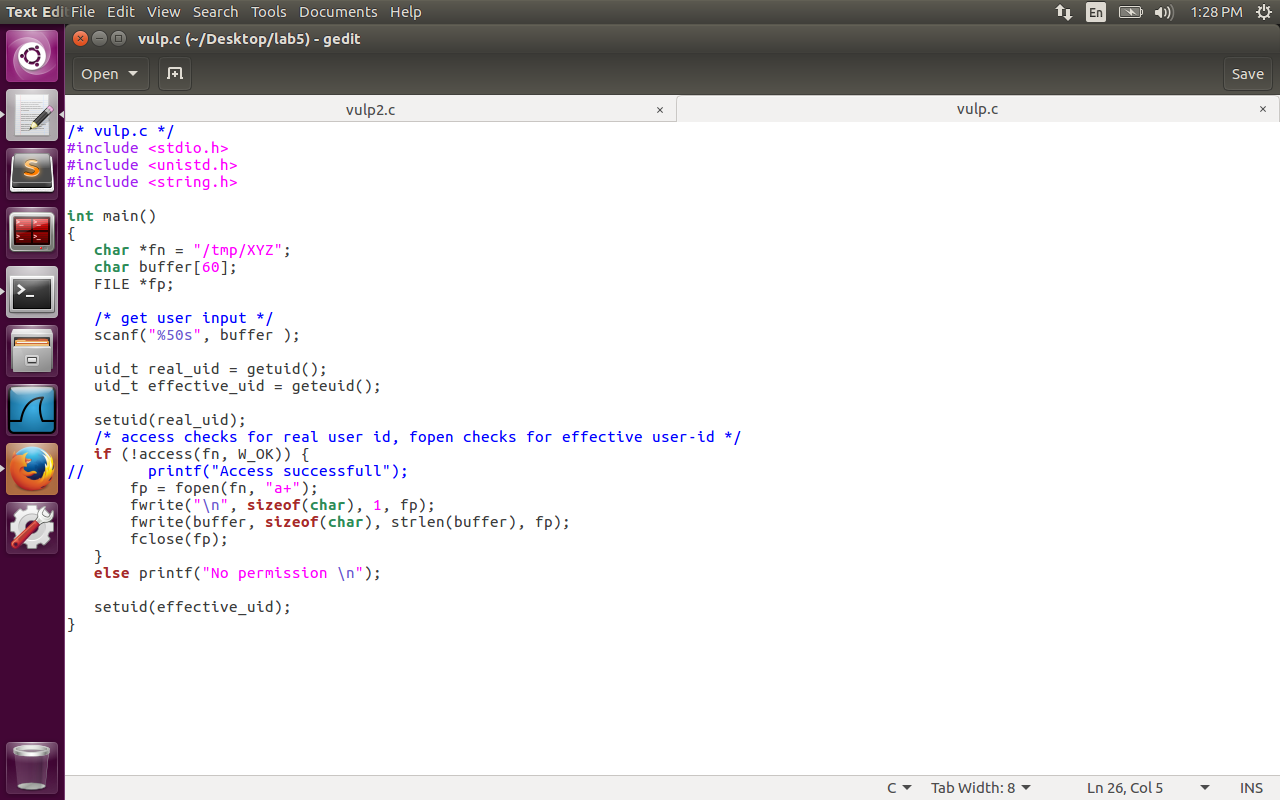 Text Edi File Edit View Search Tools Documents Help En 1:28 PM
vulp.c (~/Desktop/lab5) - gedit
Open Save
vulp2.c × vulp.c ×
/* vulp.c */
#include <stdio.h>
#include <unistd.h>
#include <string.h>
int main()
{
   char *fn = "/tmp/XYZ";
   char buffer[60];
   FILE *fp;
   /* get user input */
   scanf("%50s", buffer );
   uid_t real_uid = getuid();
   uid_t effective_uid = geteuid();
   setuid(real_uid);
   /* access checks for real user id, fopen checks for effective user-id */
   if (!access(fn, W_OK)) {
//       printf("Access successfull");
       fp = fopen(fn, "a+");
       fwrite("\n", sizeof(char), 1, fp);
       fwrite(buffer, sizeof(char), strlen(buffer), fp);
       fclose(fp);
   }
   else printf("No permission \n");
   setuid(effective_uid);
}
C Tab Width: 8 Ln 26, Col 5 INS